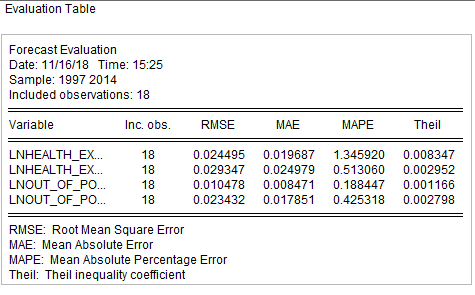 Evaluation Table
Forecast Evaluation
Date: 11/16/18 Time: 15:25
Sample: 1997 2014
Included observations: 18
Variable Inc. obs. RMSE MAE MAPE Theil
LNHEALTH_EX... 18 0.024495 0.019687 1.345920 0.008347
LNHEALTH_EX... 18 0.029347 0.024979 0.513060 0.002952
LNOUT_OF_PO... 18 0.010478 0.008471 0.188447 0.001166
LNOUT_OF_PO... 18 0.023432 0.017851 0.425318 0.002798
RMSE: Root Mean Square Error
MAE: Mean Absolute Error
MAPE: Mean Absolute Percentage Error
Theil: Theil inequality coefficient